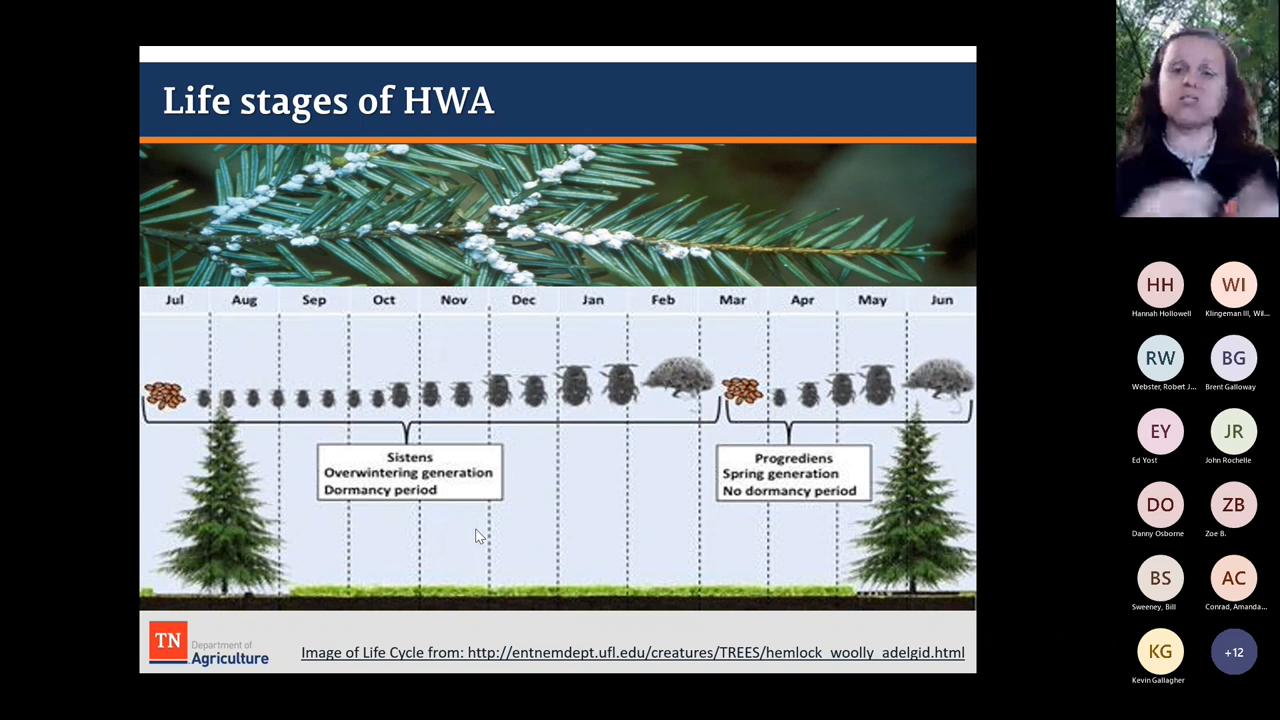 Life stages of HWA
Jul Aug Sep Oct Nov Dec Jan Feb Mar Apr May Jun
Sistens
Overwintering generation
Dormancy period
Progrediens
Spring generation
No dormancy period
TN
Department of
Agriculture
Image of Life Cycle from: http://entnemdept.ufl.edu/creatures/TREES/hemlock_woolly_adelgid.html
HH WI
Hannah Hollowell Klingeman III, Wil...
RW BG
Webster, Robert J... Brent Galloway
EY JR
Ed Yost John Rochelle
DO ZB
Danny Osborne Zoe B.
BS AC
Sweeney, Bill Conrad, Amanda...
KG +12
Kevin Gallagher